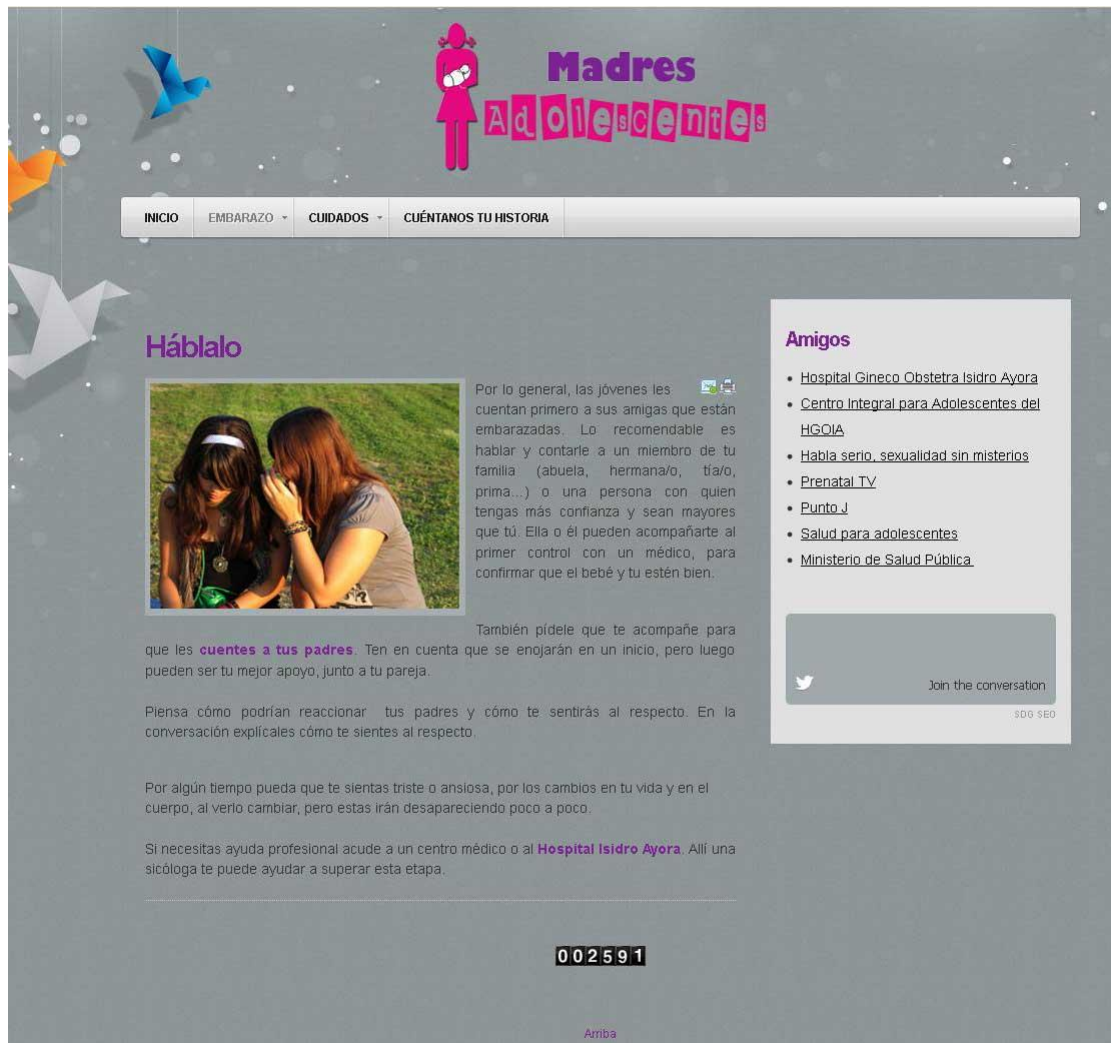 Madres
Adolescentes
INICIO EMBARAZO CUIDADOS CUÉNTANOS TU HISTORIA
Háblalo
Por lo general, las jóvenes les
cuentan primero a sus amigas que están
embarazadas. Lo recomendable es
hablar y contarle a un miembro de tu
familia (abuela, hermana/o, tía/o,
prima...) o una persona con quien
tengas más confianza y sean mayores
que tú. Ella o él pueden acompañarte al
primer control con un médico, para
confirmar que el bebé y tu estén bien.
También pídele que te acompañe para
que les cuentes a tus padres. Ten en cuenta que se enojarán en un inicio, pero luego
pueden ser tu mejor apoyo, junto a tu pareja.
Piensa cómo podrían reaccionar tus padres y cómo te sentirás al respecto. En la
conversación explícales cómo te sientes al respecto.
Por algún tiempo pueda que te sientas triste o ansiosa, por los cambios en tu vida y en el
cuerpo, al verlo cambiar, pero estas irán desapareciendo poco a poco.
Si necesitas ayuda profesional acude a un centro médico o al Hospital Isidro Ayora. Allí una
sicóloga te puede ayudar a superar esta etapa.
Amigos
Hospital Gineco Obstetra Isidro Ayora
Centro Integral para Adolescentes del
HGOIA
Habla serio, sexualidad sin misterios
Prenatal TV
Punto J
Salud para adolescentes
Ministerio de Salud Pública
Join the conversation
SDG SEO
002591
Arriba